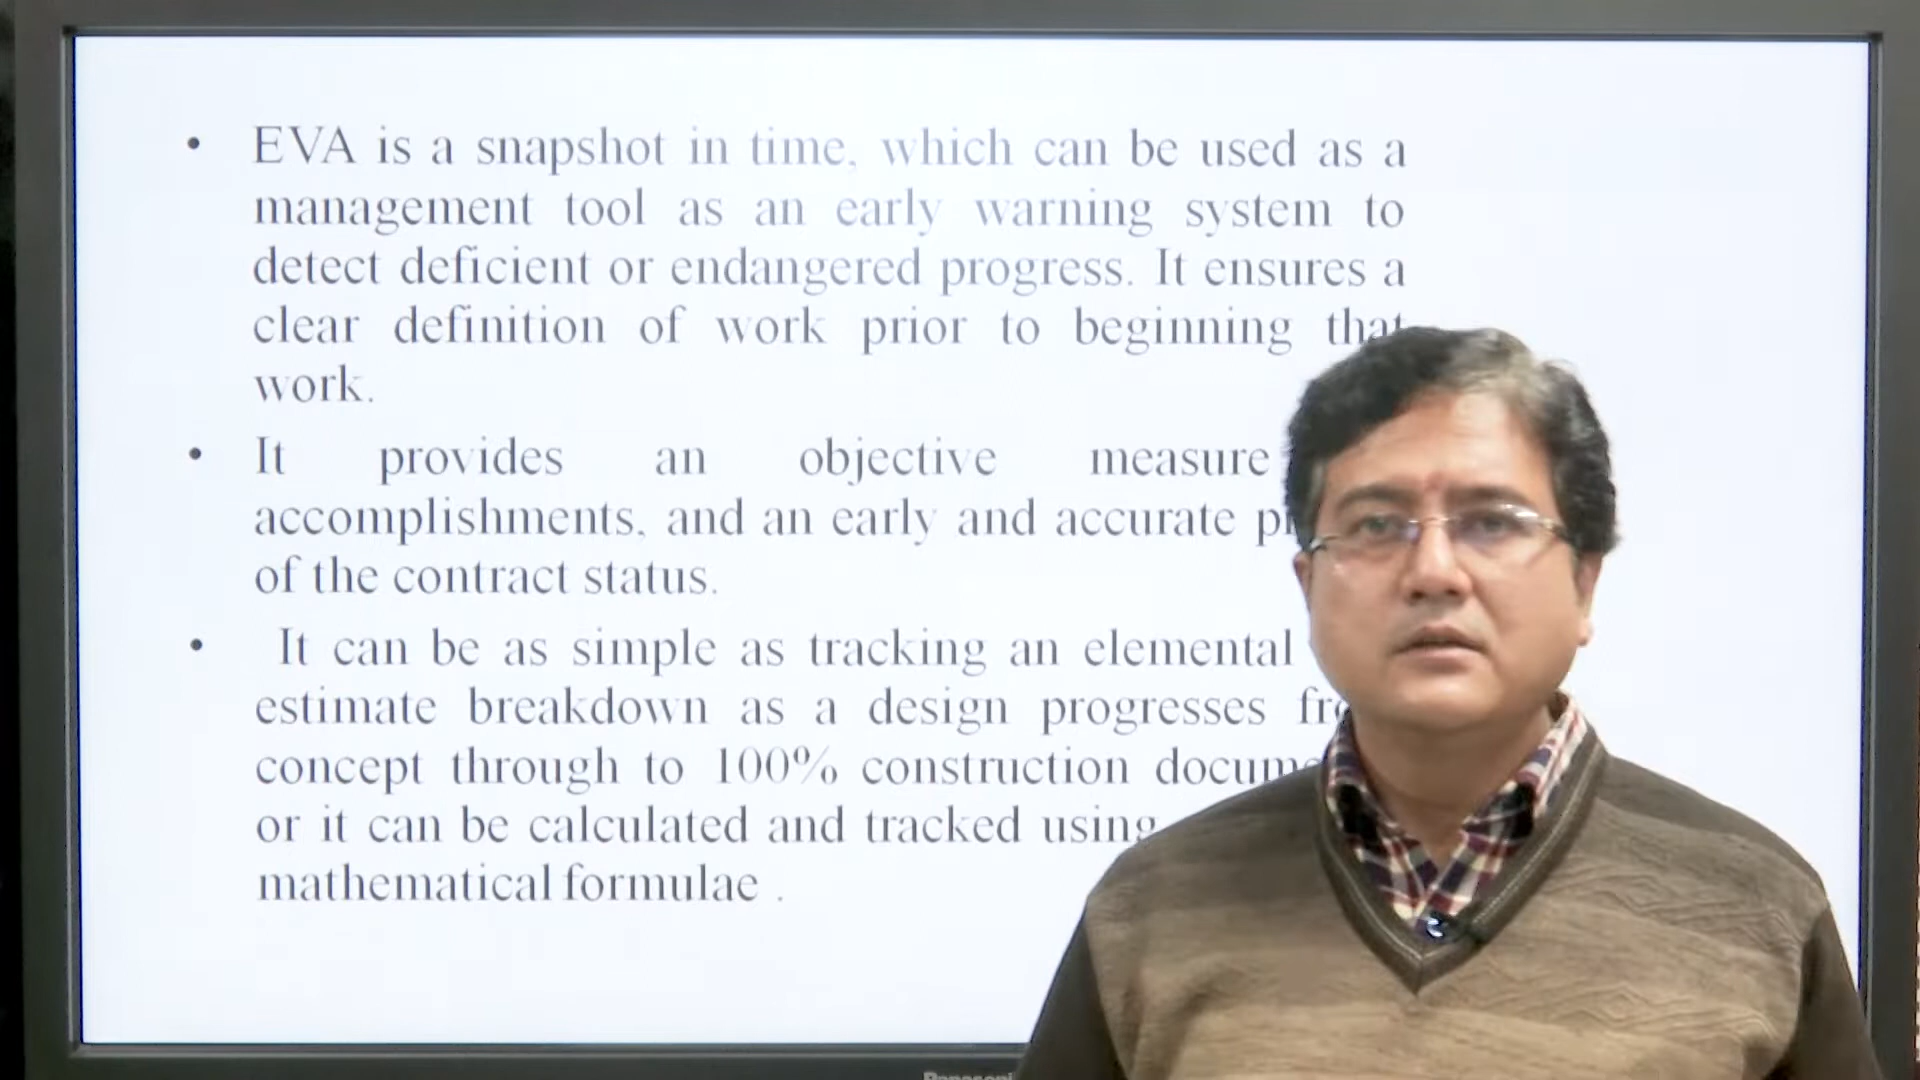 • EVA is a snapshot in time, which can be used as a
management tool as an early warning system to
detect deficient or endangered progress. It ensures a
clear definition of work prior to beginning that
work.
• It provides an objective measure
accomplishments, and an early and accurate
of the contract status.
• It can be as simple as tracking an elemental
estimate breakdown as a design progresses
concept through to 100% construction
or it can be calculated and tracked using
mathematical formulae .